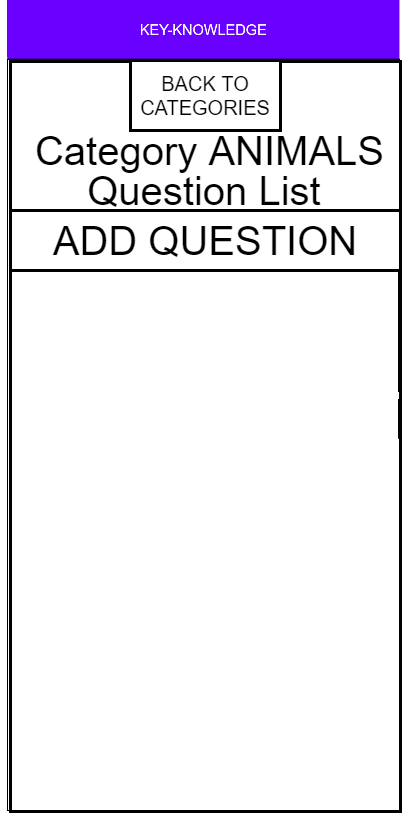 KEY-KNOWLEDGE
BACK TO
CATEGORIES
Category ANIMALS
Question List
ADD QUESTION